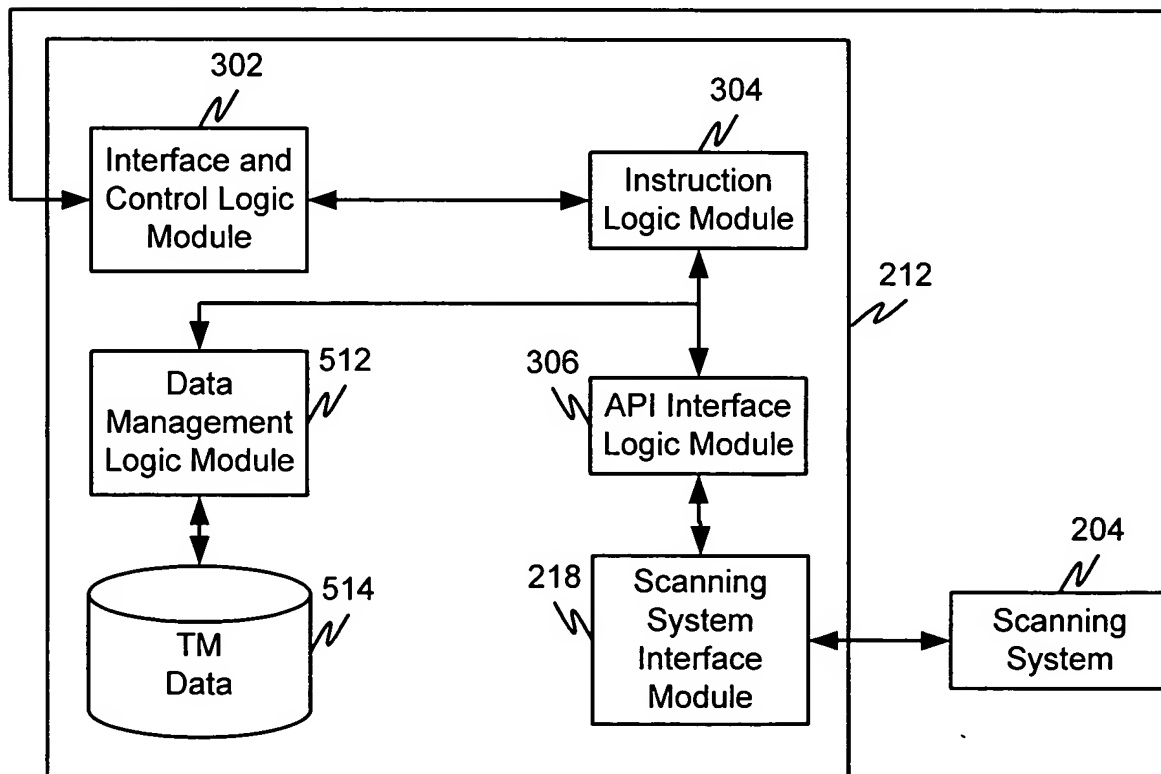 302
Interface and
Control Logic
Module
304
Instruction
Logic Module
212
512
Data
Management
Logic Module
306
API Interface
Logic Module
514
TM
Data
218
Scanning
System
Interface
Module
204
Scanning
System